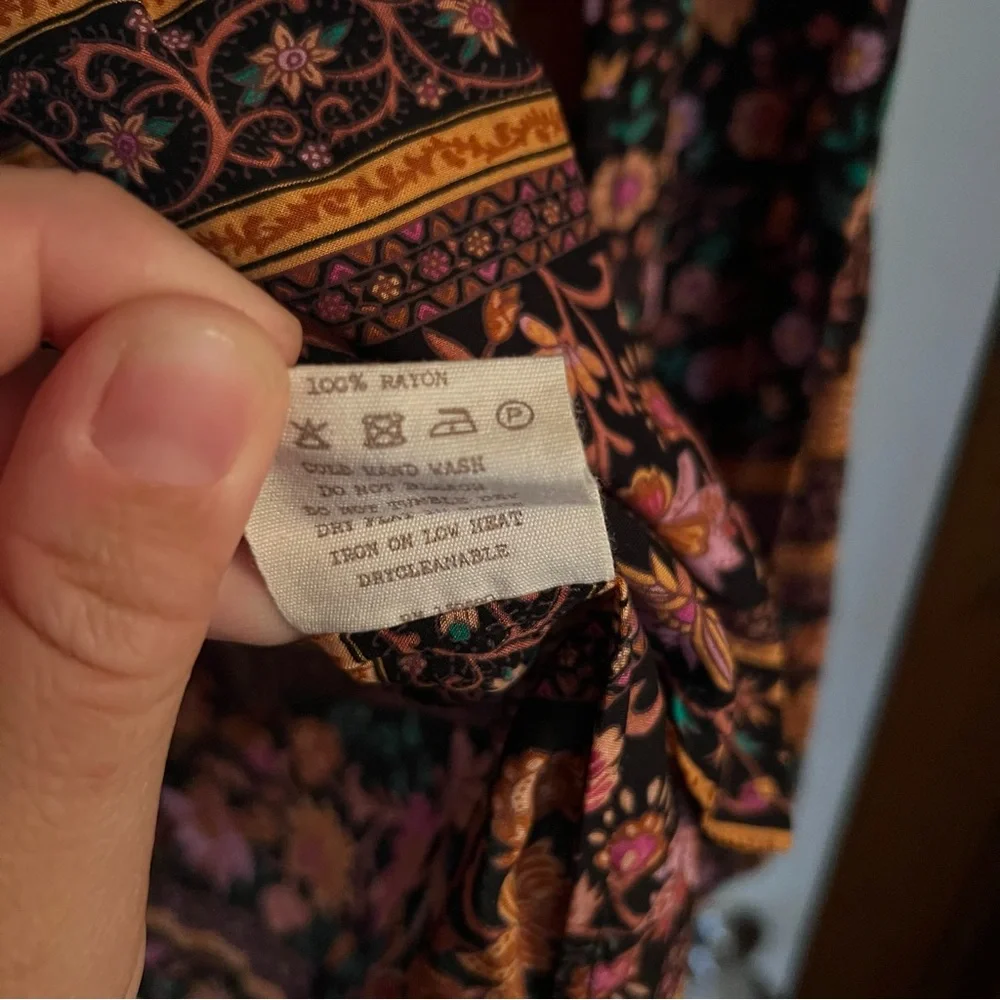 100% RAYON
P
COLD HAND WASH
DO NOT BLEACH
DO NOT TUMBLE DRY
DRY FLAT
IRON ON LOW HEAT
DRYCLEANABLE